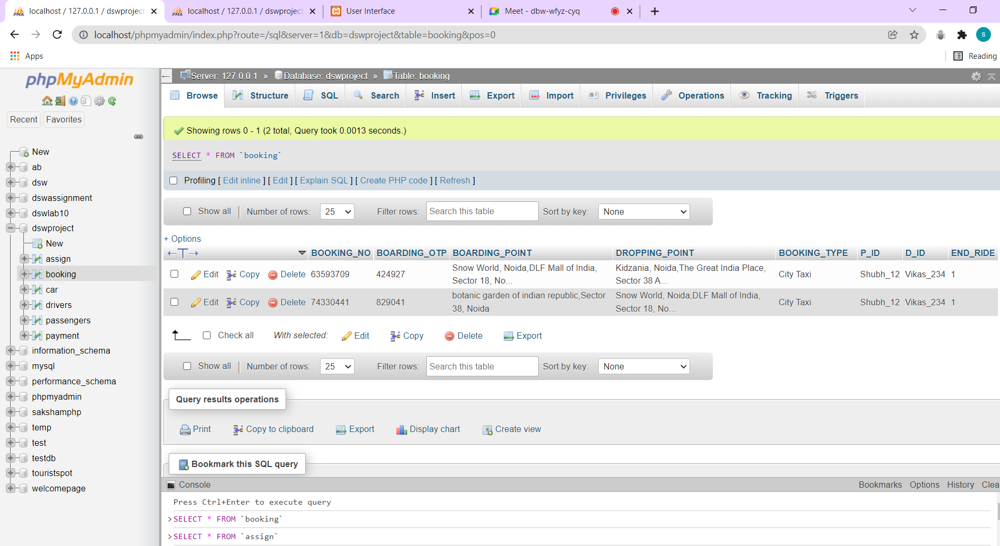 localhost / 127.0.0.1 / dswproject
localhost / 127.0.0.1 / dswproject
User Interface
Meet - dbw-wfyz-cyq
localhost/phpmyadmin/index.php?route=/sql&server=1&db=dswproject&table=booking&pos=0
S
Apps
Reading
phpMyAdmin
Recent
Favorites
New
ab
dsw
dswassignment
dswlab10
dswproject
New
assign
booking
car
drivers
passengers
payment
information_schema
mysql
performance_schema
phpmyadmin
sakshamphp
temp
test
testdb
touristspot
welcomepage
Server: 127.0.0.1 » Database: dswproject » Table: booking
Browse Structure SQL Search Insert Export Import Privileges Operations Tracking Triggers
Showing rows 0 - 1 (2 total, Query took 0.0013 seconds.)
SELECT * FROM `booking`
Profiling [ Edit inline ] [ Edit ] [ Explain SQL ] [ Create PHP code ] [ Refresh ]
Show all Number of rows: 25 Filter rows: Search this table Sort by key: None
+ Options
←T→ BOOKING_NO BOARDING_OTP BOARDING_POINT DROPPING_POINT BOOKING_TYPE P_ID D_ID END_RIDE
Edit Copy Delete 63593709 424927 Snow World, Noida,DLF Mall of India, Sector 18, No... Kidzania, Noida,The Great India Place, Sector 38 A... City Taxi Shubh_12 Vikas_234 1
Edit Copy Delete 74330441 829041 botanic garden of indian republic,Sector 38, Noida Snow World, Noida,DLF Mall of India, Sector 18, No... City Taxi Shubh_12 Vikas_234 1
Check all With selected: Edit Copy Delete Export
Show all Number of rows: 25 Filter rows: Search this table Sort by key: None
Query results operations
Print Copy to clipboard Export Display chart Create view
Bookmark this SQL query
Console
Bookmarks Options History Clea
Press Ctrl+Enter to execute query
>SELECT * FROM `booking`
>SELECT * FROM `assign`